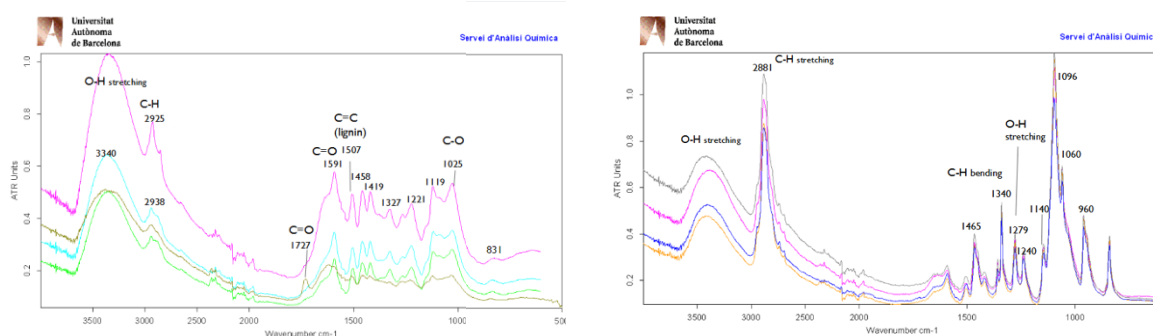 Universitat
Autònoma
de Barcelona
Servei d'Anàlisi Química
O-H stretching
C-H
2925
C=C
(lignin)
1507
C=O
1591
C-O
1025
3340
1458
1419
1119
1327
1221
2938
C=O
1727
831
ATR Units
0.2
0.4
0.6
0.8
1.0
3500
3000
2500
2000
1500
1000
500
Wavenumber cm-1
Universitat
Autònoma
de Barcelona
Servei d'Anàlisi Química
C-H stretching
2881
1096
O-H stretching
O-H
stretching
1060
C-H bending
1340
1465
1279
1140
960
1240
ATR Units
0.2
0.4
0.6
0.8
1.0
3500
3000
2500
2000
1500
1000
Wavenumber cm-1